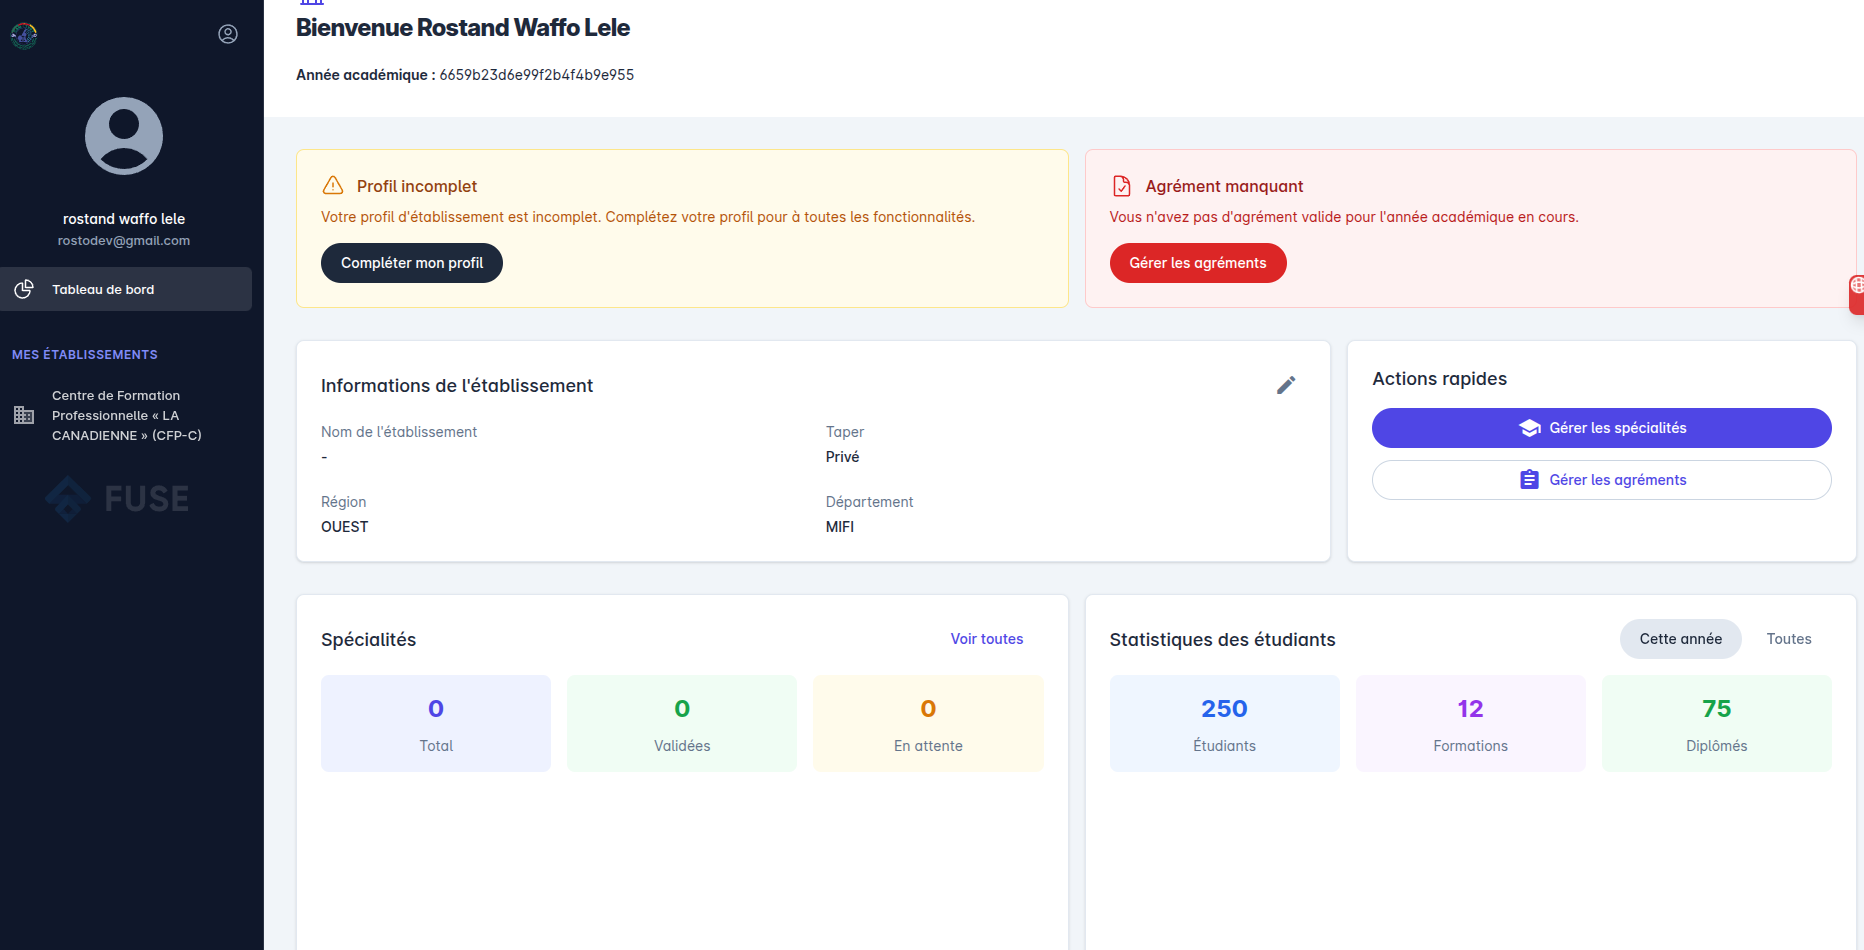 Bienvenue Rostand Waffo Lele
Année académique : 6659b23d6e99f2b4f4b9e955
rostand waffo lele
rostodev@gmail.com
Tableau de bord
MES ÉTABLISSEMENTS
Centre de Formation
Professionnelle « LA
CANADIENNE » (CFP-C)
FUSE
Profil incomplet
Votre profil d'établissement est incomplet. Complétez votre profil pour à toutes les fonctionnalités.
Compléter mon profil
Agrément manquant
Vous n'avez pas d'agrément valide pour l'année académique en cours.
Gérer les agréments
Informations de l'établissement
Nom de l'établissement
-
Taper
Privé
Région
OUEST
Département
MIFI
Actions rapides
Gérer les spécialités
Gérer les agréments
Spécialités
Voir toutes
0
Total
0
Validées
0
En attente
Statistiques des étudiants
Cette année
Toutes
250
Étudiants
12
Formations
75
Diplômés